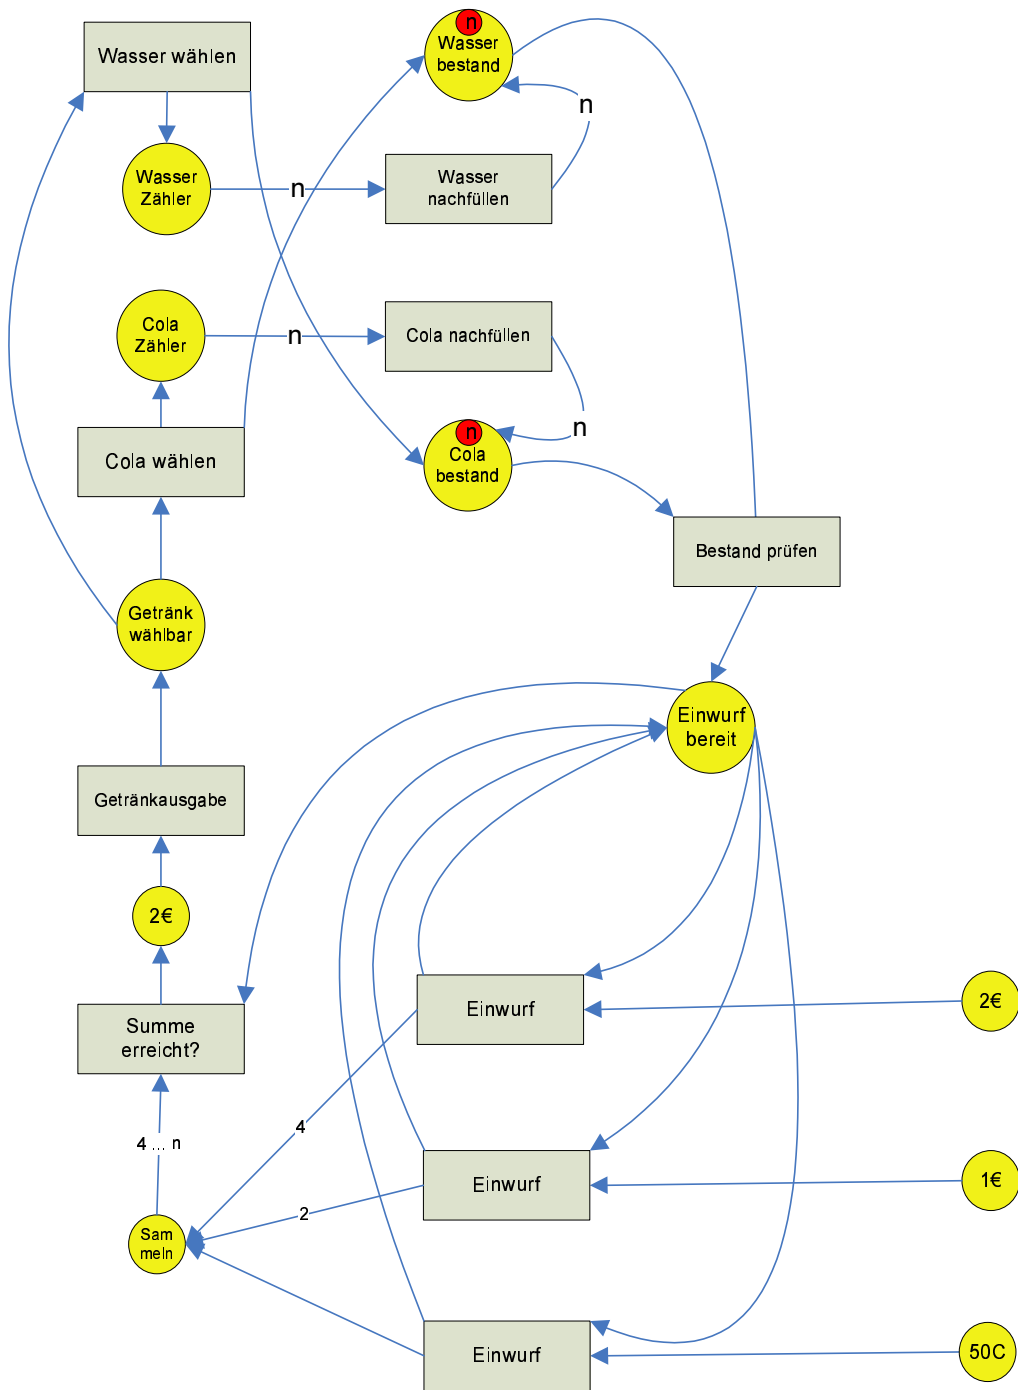 Wasser wählen
n
Wasser
bestand
n
Wasser
Zähler
n
Wasser
nachfüllen
Cola
Zähler
n
Cola nachfüllen
n
n
Cola
bestand
Cola wählen
Bestand prüfen
Getränk
wählbar
Einwurf
bereit
Getränkausgabe
2€
Summe
erreicht?
Einwurf
2€
4
4 ... n
Einwurf
1€
2
Sam
meln
Einwurf
50C